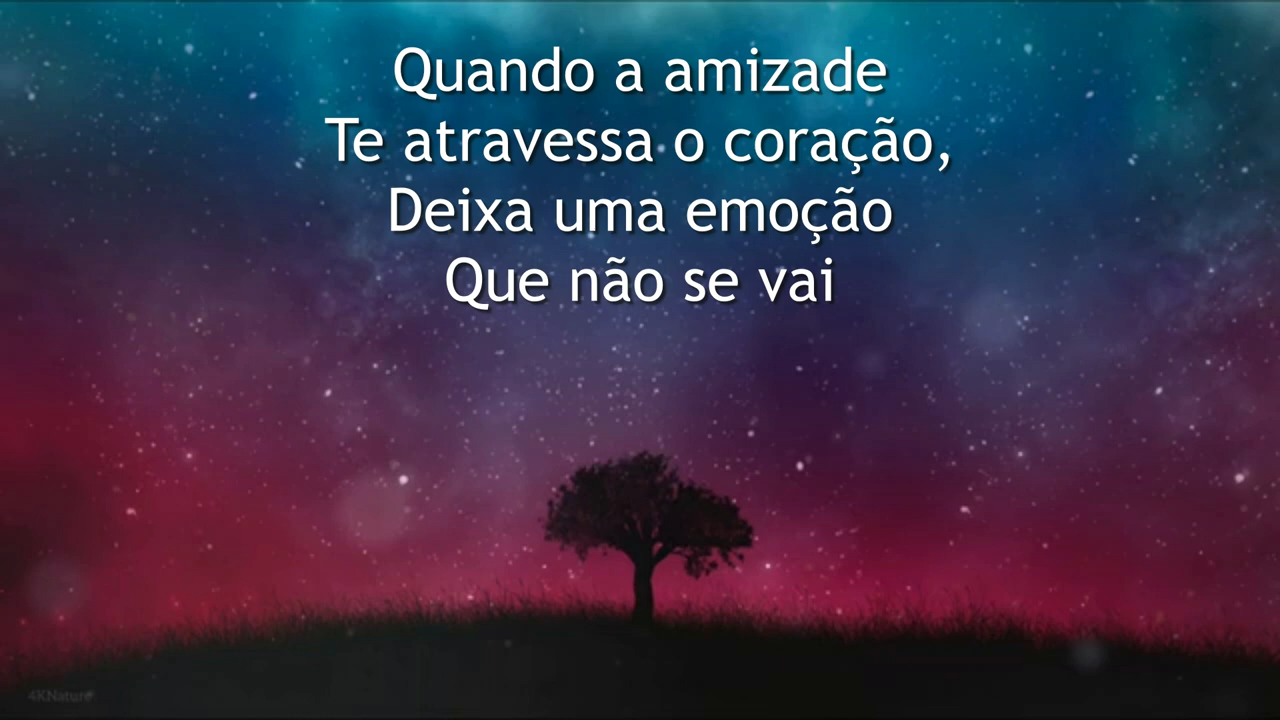 Quando a amizade
Te atravessa o coração,
Deixa uma emoção
Que não se vai
4KNature